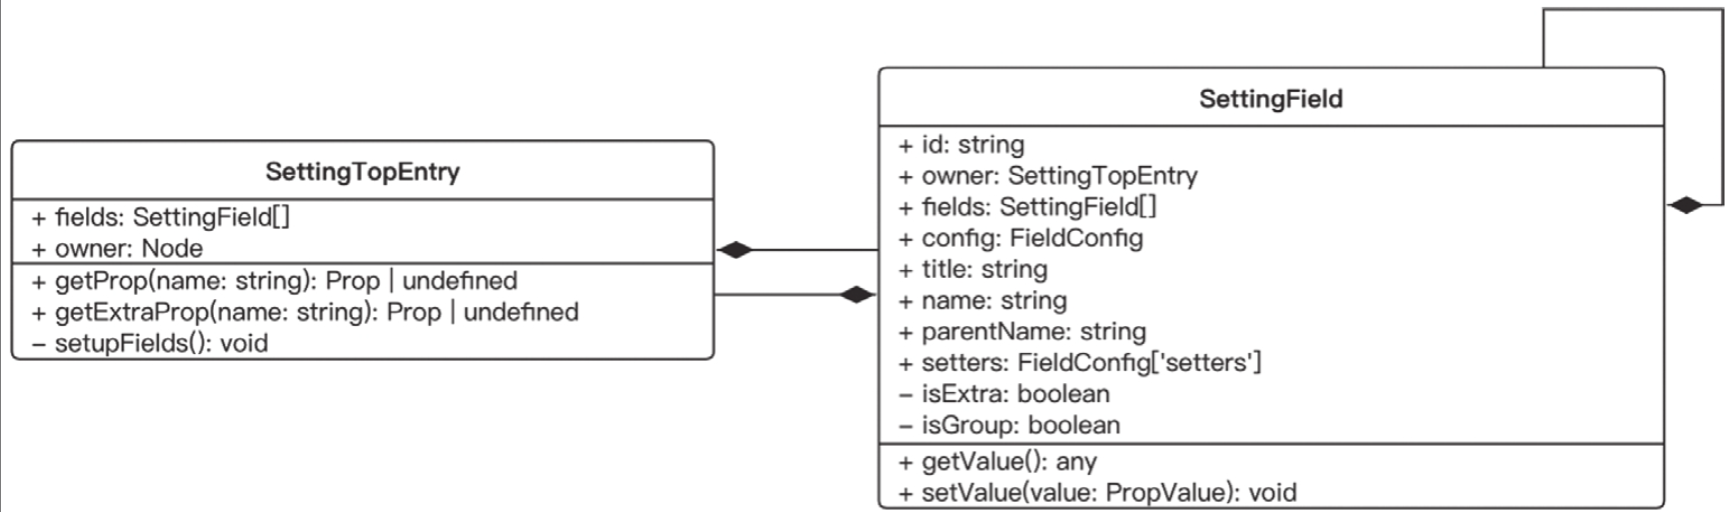 SettingTopEntry
+ fields: SettingField[]
+ owner: Node
+ getProp(name: string): Prop | undefined
+ getExtraProp(name: string): Prop | undefined
– setupFields(): void
SettingField
+ id: string
+ owner: SettingTopEntry
+ fields: SettingField[]
+ config: FieldConfig
+ title: string
+ name: string
+ parentName: string
+ setters: FieldConfig['setters']
– isExtra: boolean
– isGroup: boolean
+ getValue(): any
+ setValue(value: PropValue): void